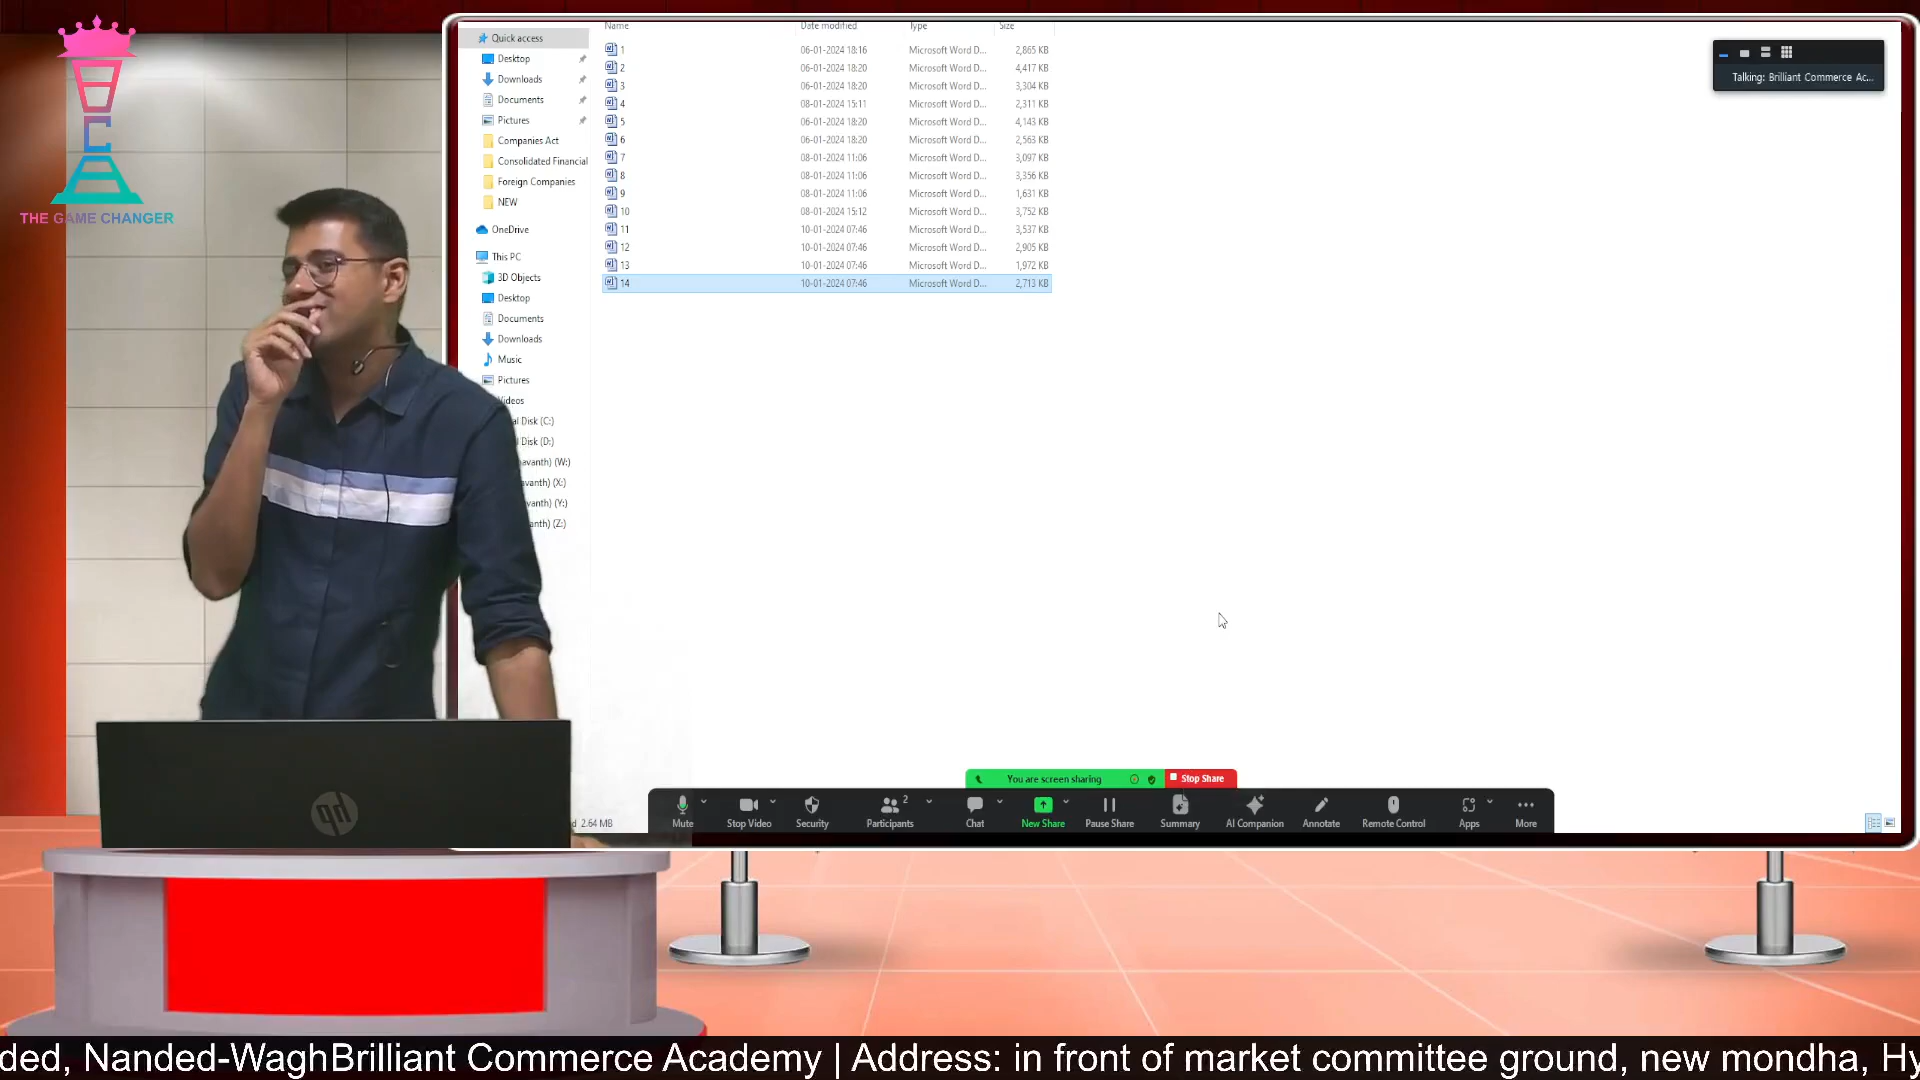 THE GAME CHANGER
Quick access
Desktop
Downloads
Documents
Pictures
Companies Act
Consolidated Financial
Foreign Companies
NEW
OneDrive
This PC
3D Objects
Desktop
Documents
Downloads
Music
Pictures
Videos
al Disk (C:)
l Disk (D:)
avanth) (W:)
avanth) (X:)
vanth) (Y:)
anth) (Z:)
d 2.64 MB
Name Date modified Type Size
1 06-01-2024 18:16 Microsoft Word D... 2,865 KB
2 06-01-2024 18:20 Microsoft Word D... 4,417 KB
3 06-01-2024 18:20 Microsoft Word D... 3,304 KB
4 08-01-2024 15:11 Microsoft Word D... 2,311 KB
5 06-01-2024 18:20 Microsoft Word D... 4,143 KB
6 06-01-2024 18:20 Microsoft Word D... 2,563 KB
7 08-01-2024 11:06 Microsoft Word D... 3,097 KB
8 08-01-2024 11:06 Microsoft Word D... 3,356 KB
9 08-01-2024 11:06 Microsoft Word D... 1,631 KB
10 08-01-2024 15:12 Microsoft Word D... 3,752 KB
11 10-01-2024 07:46 Microsoft Word D... 3,537 KB
12 10-01-2024 07:46 Microsoft Word D... 2,905 KB
13 10-01-2024 07:46 Microsoft Word D... 1,972 KB
14 10-01-2024 07:46 Microsoft Word D... 2,713 KB
Talking: Brilliant Commerce Ac...
You are screen sharing Stop Share
2
Mute Stop Video Security Participants Chat New Share Pause Share Summary AI Companion Annotate Remote Control Apps More
hp
ded, Nanded-WaghBrilliant Commerce Academy | Address: in front of market committee ground, new mondha, Hy